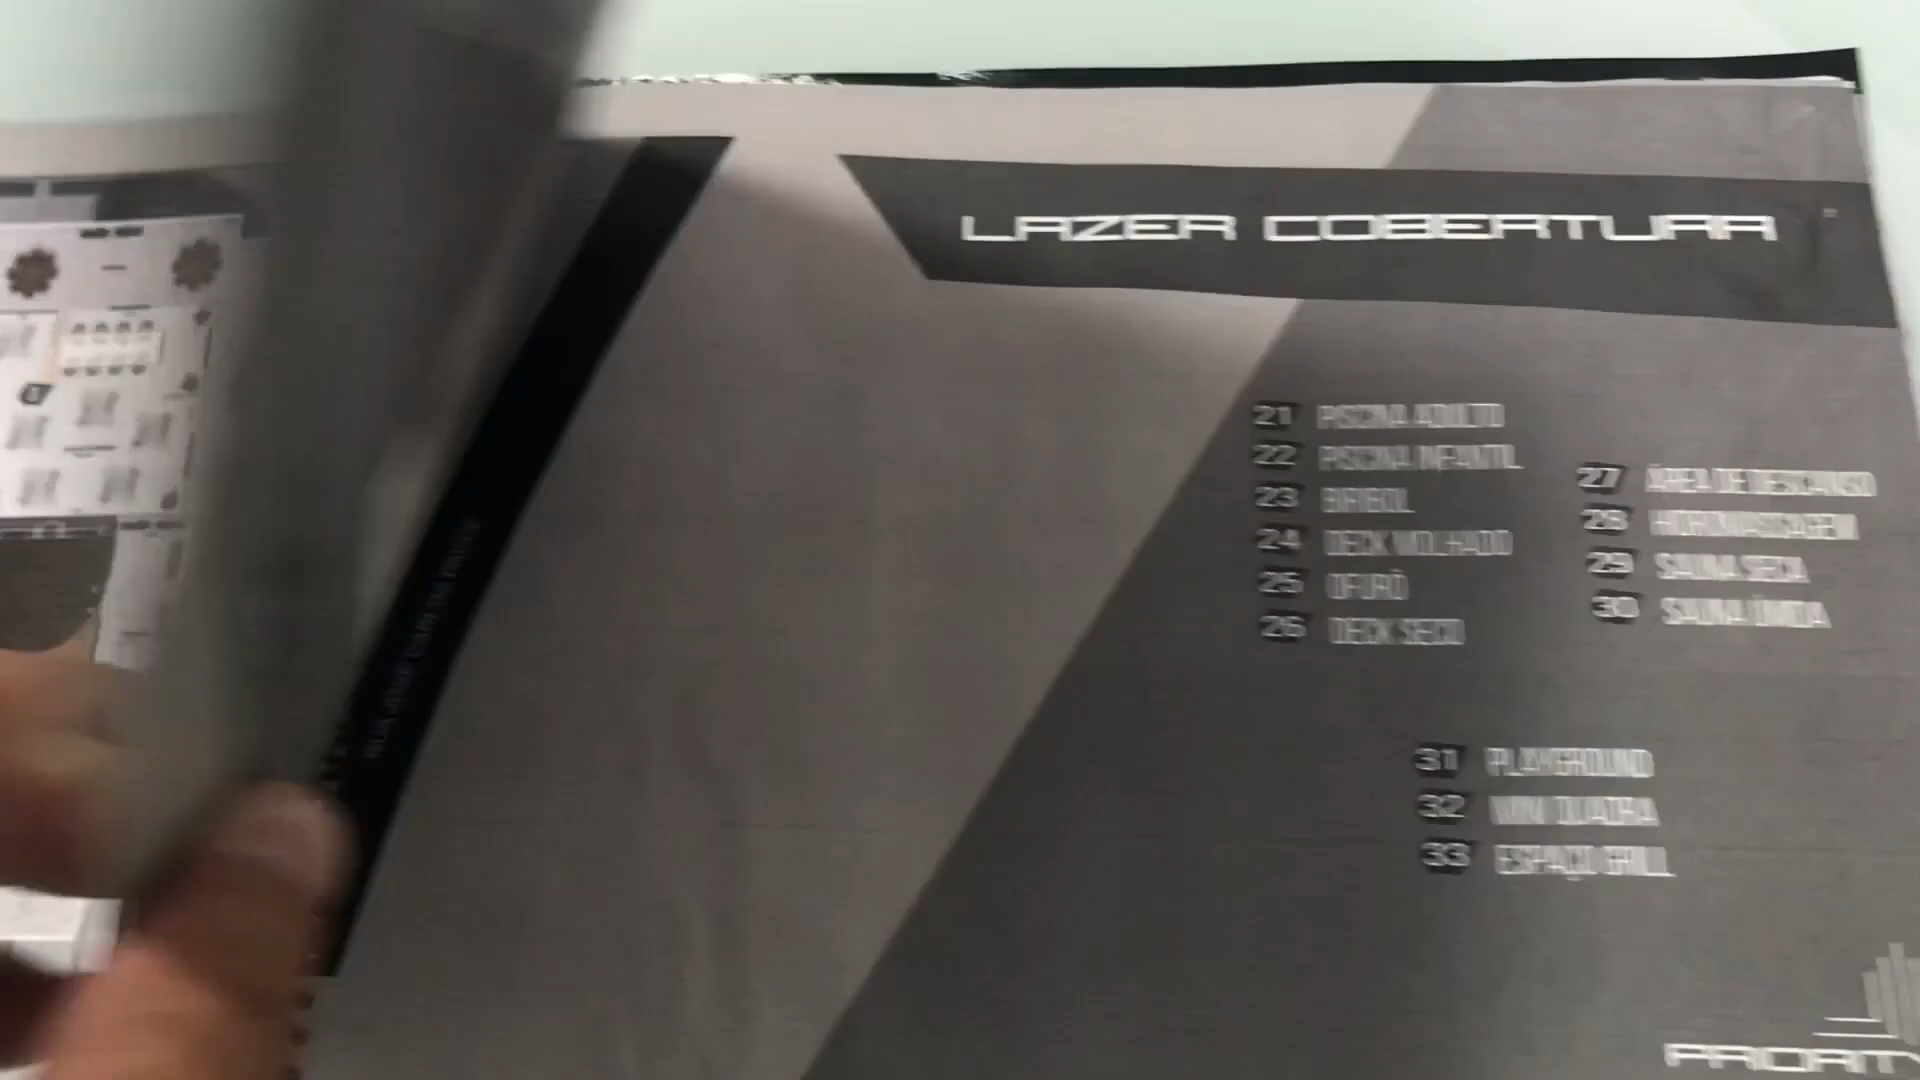 LAZER COBERTURA
21 PISCINA ADULTO
22 PISCINA INFANTIL
23 BIRIBOL
24 DECK MOLHADO
25 OFURÔ
26 DECK SECO
27 ÁREA DE DESCANSO
28 HIDROMASSAGEM
29 SAUNA SECA
30 SAUNA ÚMIDA
31 PLAYGROUND
32 MINI QUADRA
33 ESPAÇO GRILL
PRIORITY